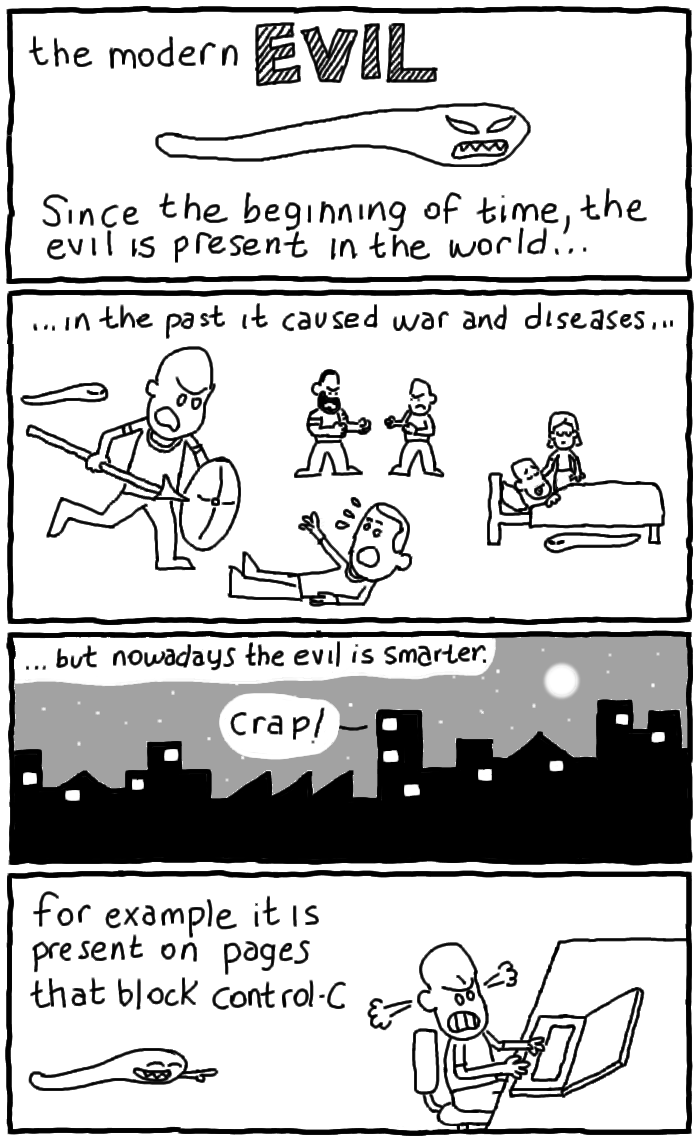 the modern EVIL
Since the beginning of time, the
evil is present in the world...
...in the past it caused war and diseases...
...but nowadays the evil is smarter.
Crap!
for example it is
present on pages
that block control-C